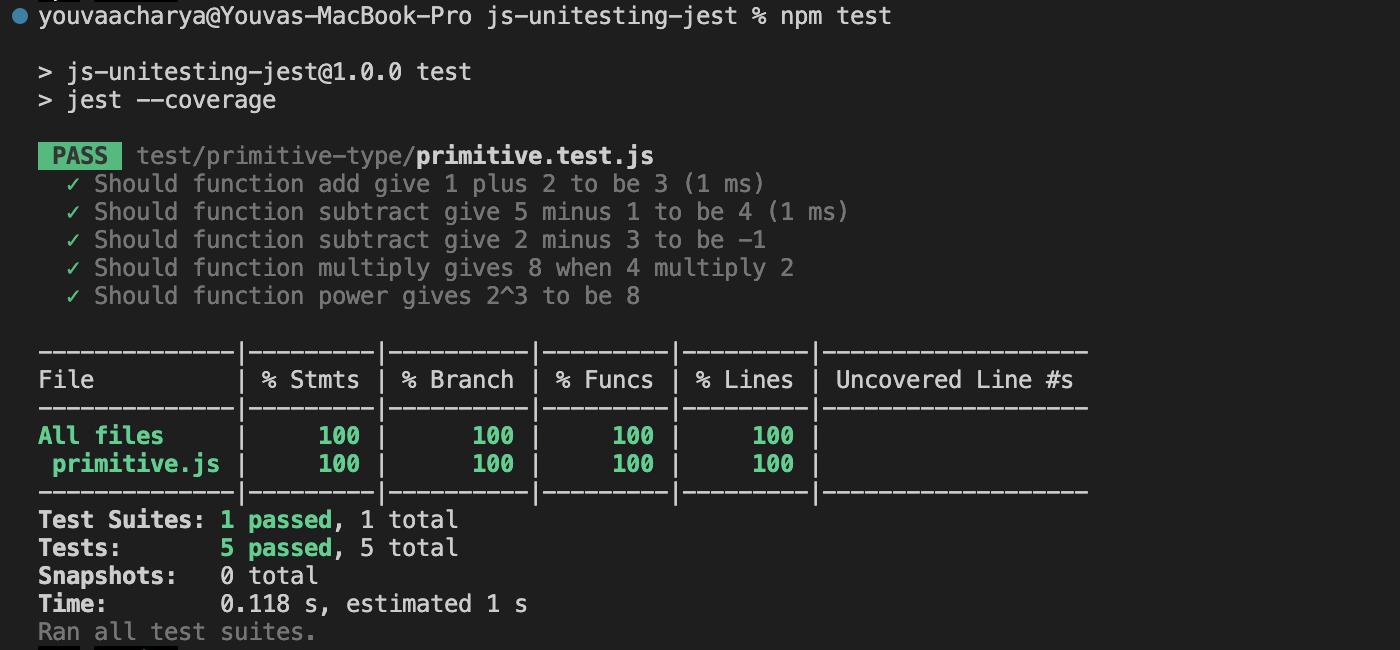 youvaacharya@Youvas-MacBook-Pro js-unitesting-jest % npm test
> js-unitesting-jest@1.0.0 test
> jest --coverage
PASS test/primitive-type/primitive.test.js
✓ Should function add give 1 plus 2 to be 3 (1 ms)
✓ Should function subtract give 5 minus 1 to be 4 (1 ms)
✓ Should function subtract give 2 minus 3 to be -1
✓ Should function multiply gives 8 when 4 multiply 2
✓ Should function power gives 2^3 to be 8
--------------|---------|----------|---------|---------|-------------------
File          | % Stmts | % Branch | % Funcs | % Lines | Uncovered Line #s
--------------|---------|----------|---------|---------|-------------------
All files     |     100 |      100 |     100 |     100 |
 primitive.js |     100 |      100 |     100 |     100 |
--------------|---------|----------|---------|---------|-------------------
Test Suites: 1 passed, 1 total
Tests:       5 passed, 5 total
Snapshots:   0 total
Time:        0.118 s, estimated 1 s
Ran all test suites.